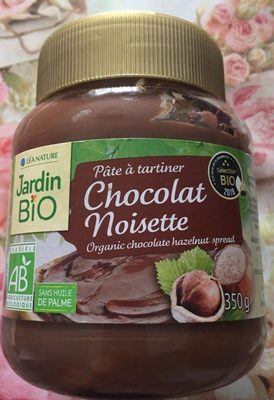 LÉA NATURE
Jardin
BiO
Pâte à tartiner
Chocolat
Noisette
Organic chocolate hazelnut spread
Sélection
BIO
2018
AB
AGRICULTURE
BIOLOGIQUE
SANS HUILE
DE PALME
350g